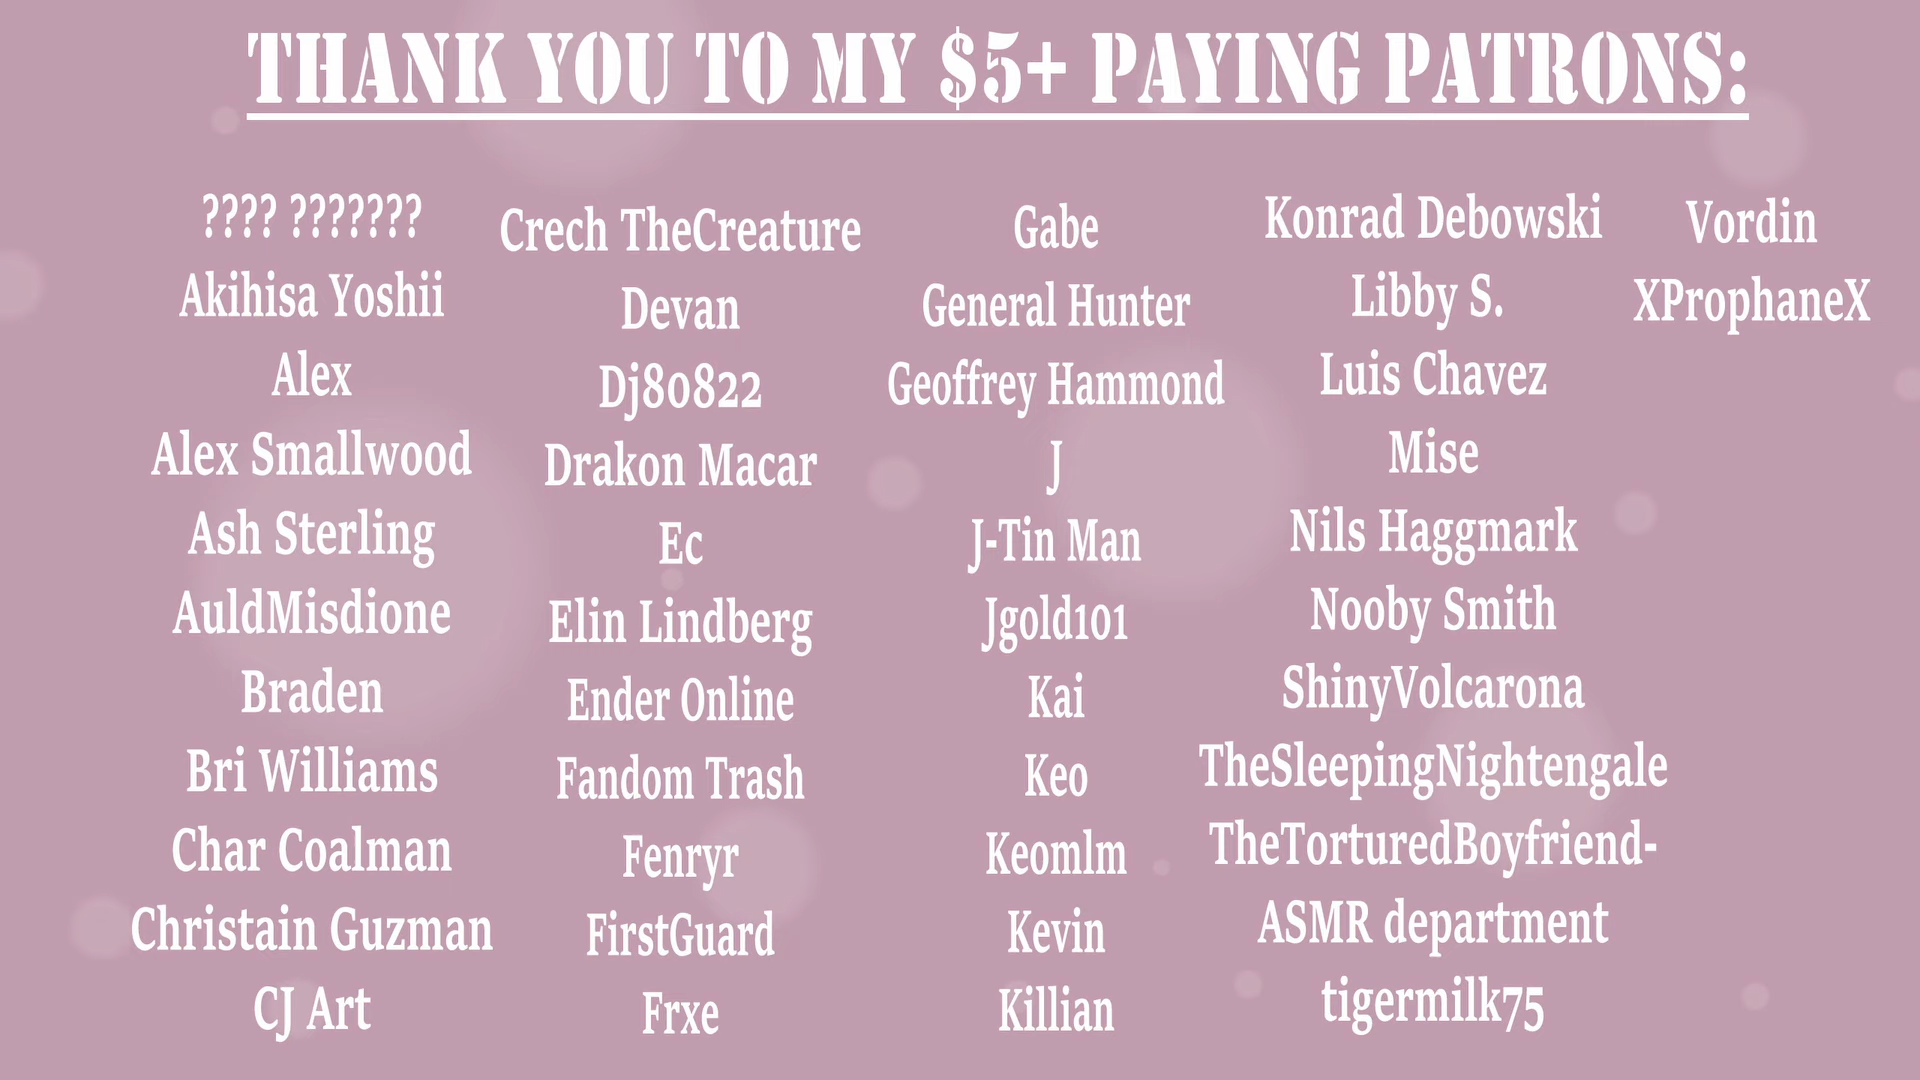 THANK YOU TO MY $5+ PAYING PATRONS:
???? ???????
Akihisa Yoshii
Alex
Alex Smallwood
Ash Sterling
AuldMisdione
Braden
Bri Williams
Char Coalman
Christain Guzman
CJ Art
Crech TheCreature
Devan
Dj80822
Drakon Macar
Ec
Elin Lindberg
Ender Online
Fandom Trash
Fenryr
FirstGuard
Frxe
Gabe
General Hunter
Geoffrey Hammond
J
J-Tin Man
Jgold101
Kai
Keo
Keomlm
Kevin
Killian
Konrad Debowski
Libby S.
Luis Chavez
Mise
Nils Haggmark
Nooby Smith
ShinyVolcarona
TheSleepingNightengale
TheTorturedBoyfriend-
ASMR department
tigermilk75
Vordin
XProphaneX